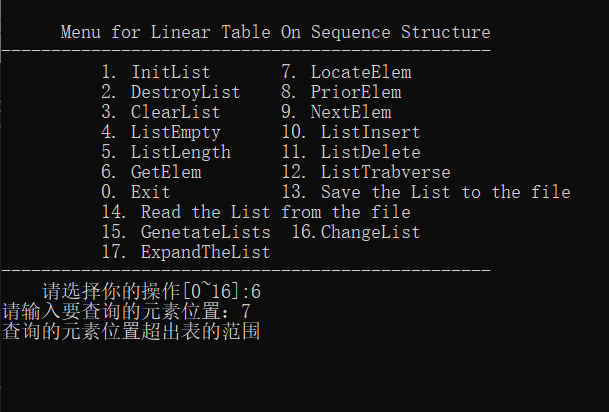 Menu for Linear Table On Sequence Structure
-------------------------------------------------
1. InitList 7. LocateElem
2. DestroyList 8. PriorElem
3. ClearList 9. NextElem
4. ListEmpty 10. ListInsert
5. ListLength 11. ListDelete
6. GetElem 12. ListTrabverse
0. Exit 13. Save the List to the file
14. Read the List from the file
15. GenetateLists 16.ChangeList
17. ExpandTheList
-------------------------------------------------
请选择你的操作[0~16]:6
请输入要查询的元素位置：7
查询的元素位置超出表的范围